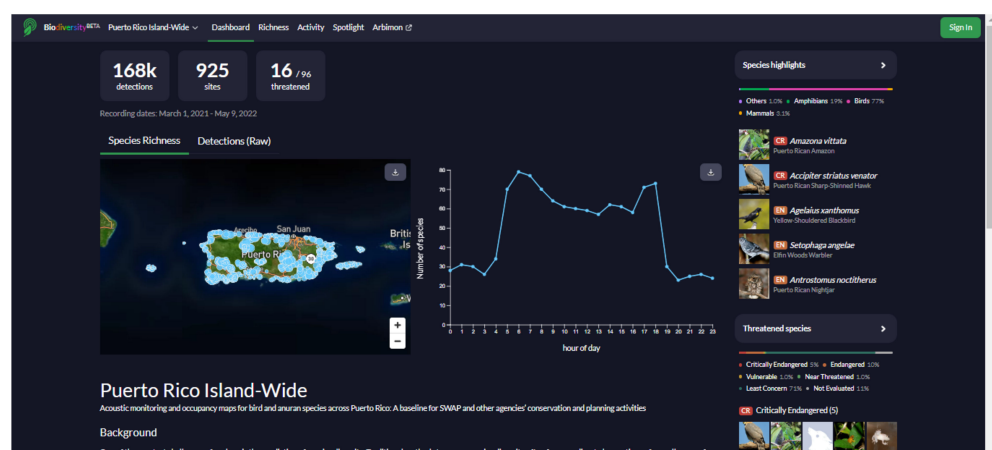 BiodiversityBETA Puerto Rico Island-Wide Dashboard Richness Activity Spotlight Arbimon Sign In
168k
detections
925
sites
16 / 96
threatened
Recording dates: March 1, 2021 - May 9, 2022
Species Richness Detections (Raw)
Arecibo San Juan
Puerto R
Britis
Is
Number of species
80
60
40
20
10
0
0 1 2 3 4 5 6 7 8 9 10 11 12 13 14 15 16 17 18 19 20 21 22 23
hour of day
Puerto Rico Island-Wide
Acoustic monitoring and occupancy maps for bird and anuran species across Puerto Rico: A baseline for SWAP and other agencies' conservation and planning activities
Background
Species highlights
Others 1.0% Amphibians 19% Birds 77%
Mammals 3.1%
CR Amazona vittata
Puerto Rican Amazon
CR Accipiter striatus venator
Puerto Rican Sharp-Shinned Hawk
EN Agelaius xanthomus
Yellow-Shouldered Blackbird
EN Setophaga angelae
Elfin Woods Warbler
EN Antrostomus noctitherus
Puerto Rican Nightjar
Threatened species
Critically Endangered 5% Endangered 10%
Vulnerable 1.0% Near Threatened 1.0%
Least Concern 71% Not Evaluated 11%
CR Critically Endangered (5)